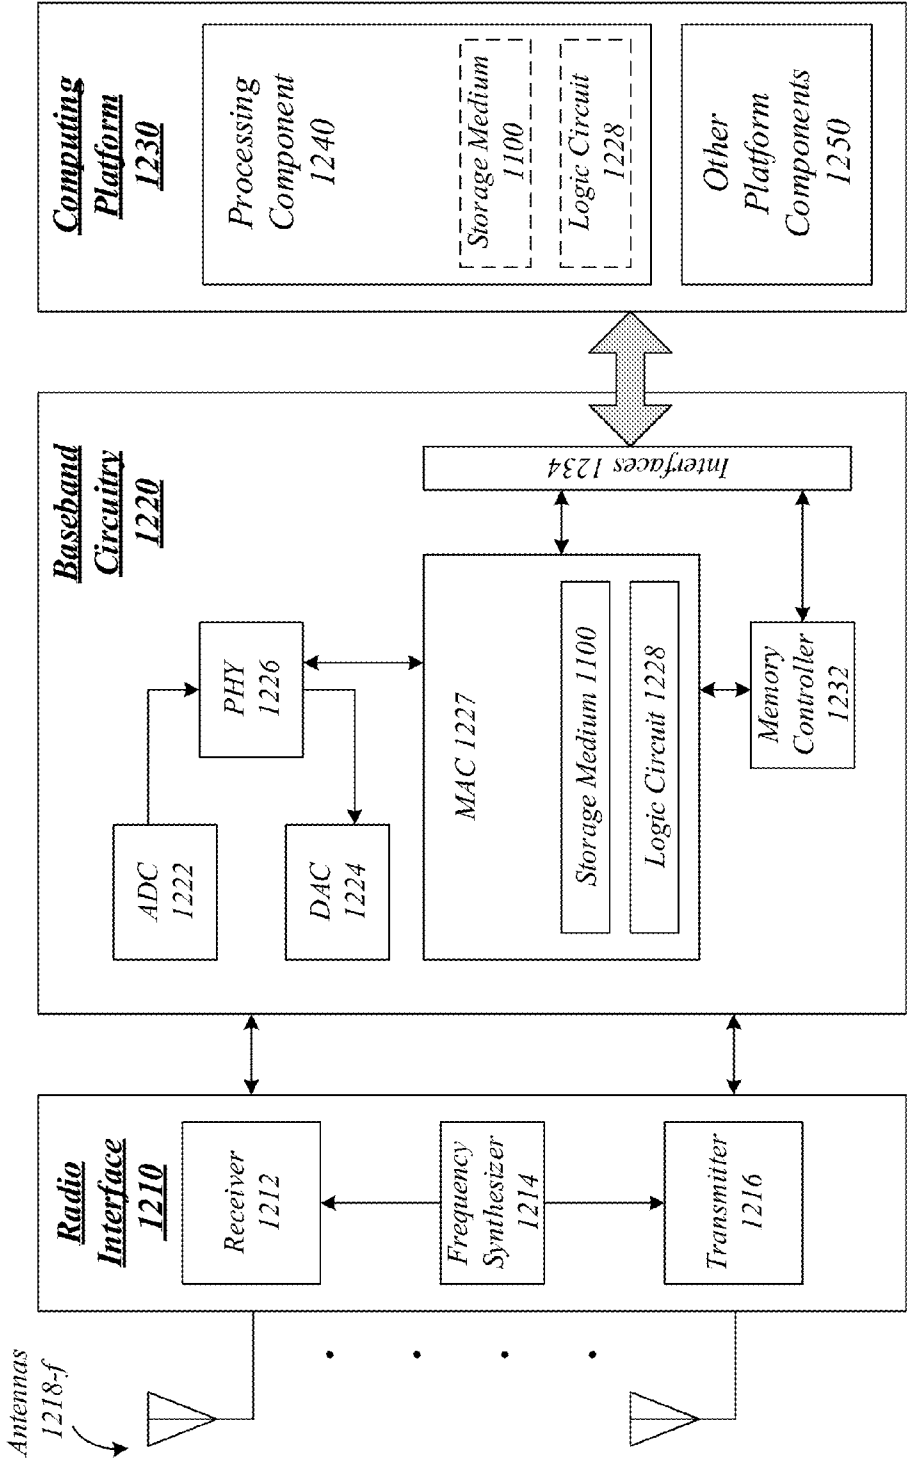 Antennas
1218-f
Radio
Interface
1210
Receiver
1212
Frequency
Synthesizer
1214
Transmitter
1216
Baseband
Circuitry
1220
ADC
1222
PHY
1226
DAC
1224
MAC 1227
Storage Medium 1100
Logic Circuit 1228
Memory
Controller
1232
Interfaces 1234
Computing
Platform
1230
Processing
Component
1240
Storage Medium
1100
Logic Circuit
1228
Other
Platform
Components
1250